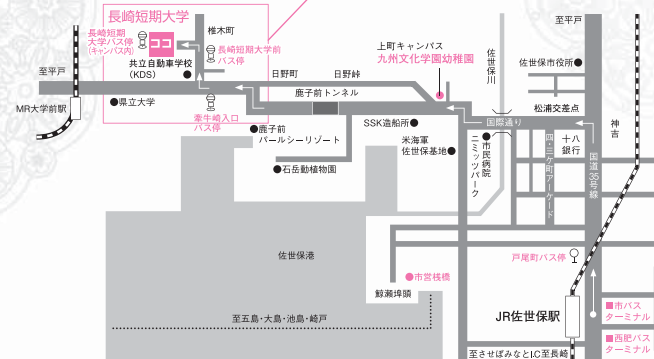 長崎短期大学
長崎短期
大学バス停
(キャンパス内)
ココ
椎木町
長崎短期大学前
バス停
至平戸
共立自動車学校
(KDS)
日野町
日野峠
鹿子前トンネル
上町キャンパス
九州文化学園幼稚園
佐世保川
至平戸
佐世保市役所
MR大学前駅
県立大学
牽牛崎入口
バス停
鹿子前
パールシーリゾート
石岳動植物園
SSK造船所
米海軍
佐世保基地
国際通り
松浦交差点
市民病院
ニミッツパーク
四・三ケ町アーケード
十八
銀行
国道35号線
神吉
佐世保港
戸尾町バス停
市営桟橋
鯨瀬埠頭
至五島・大島・池島・崎戸
JR佐世保駅
市バス
ターミナル
西肥バス
ターミナル
至させぼみなとI.C至長崎